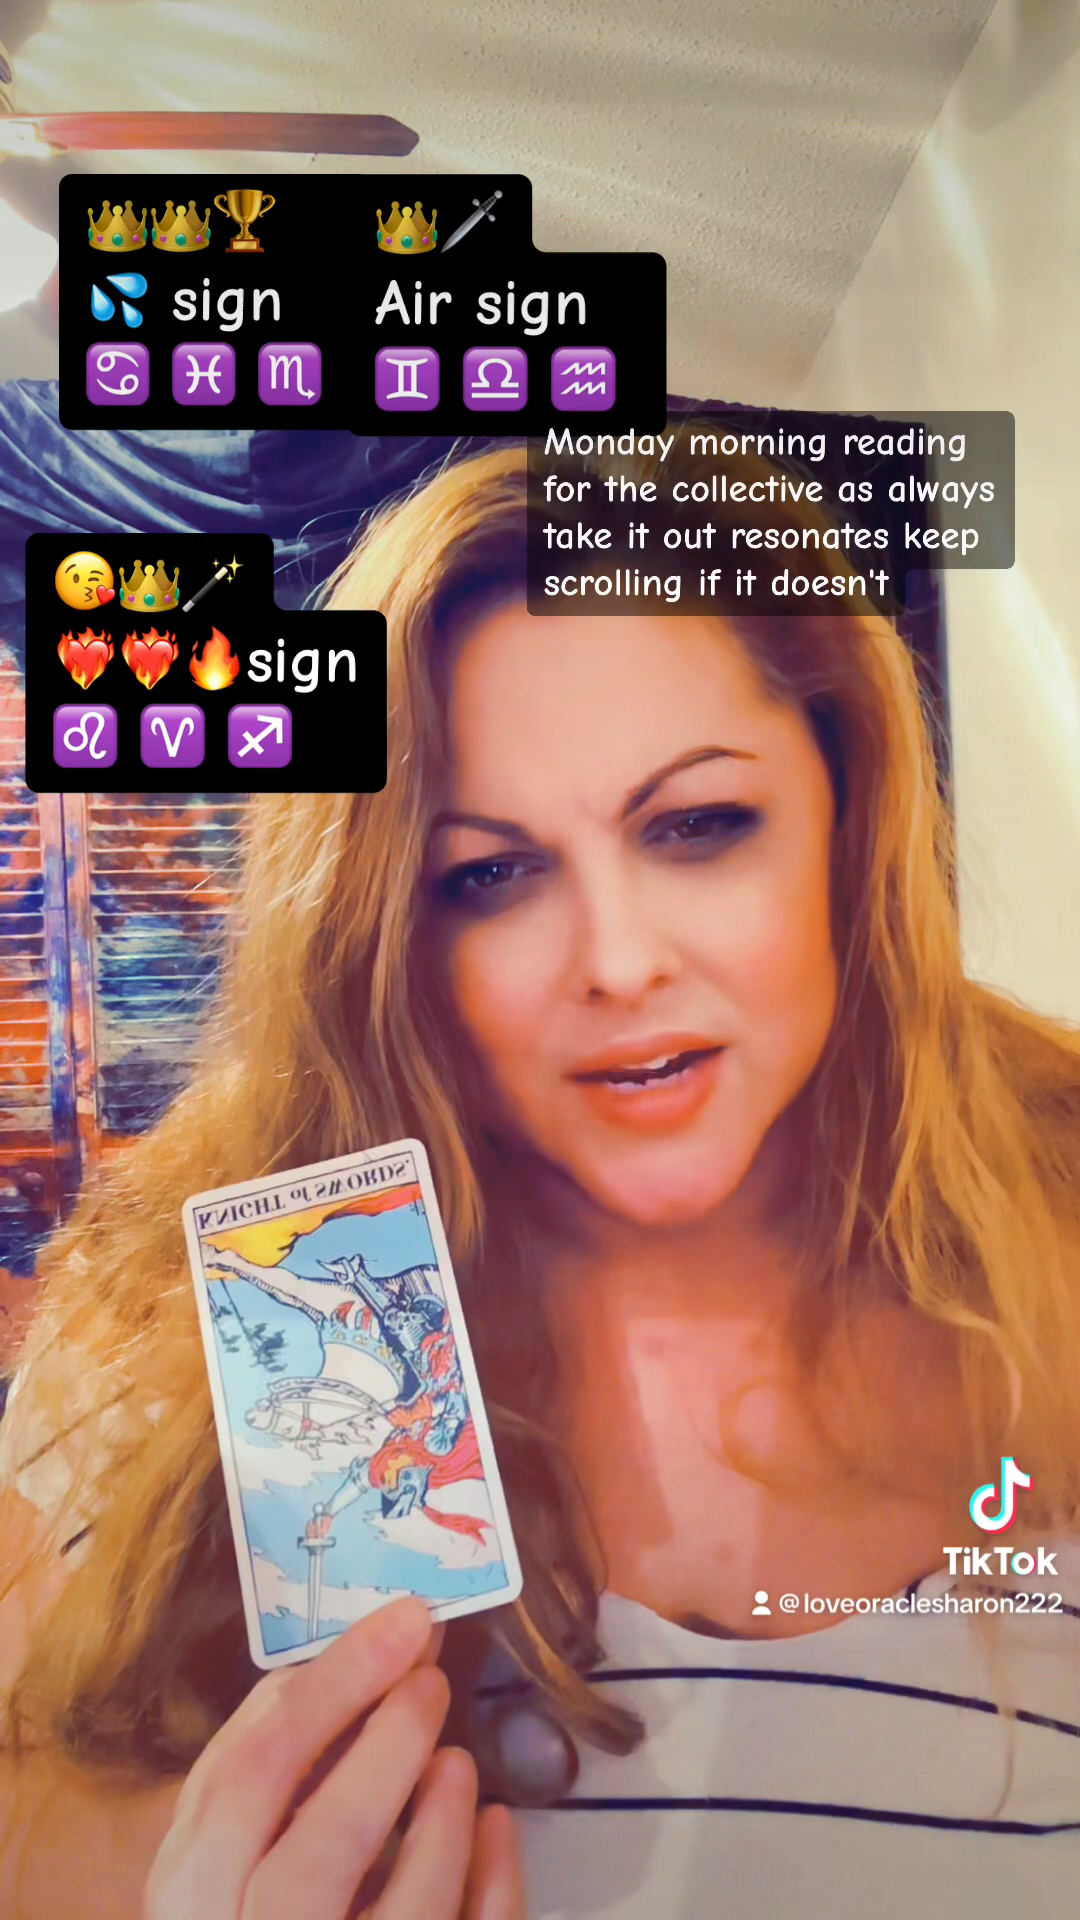 👑👑🏆
💦 sign
♋ ♓ ♏
👑🗡️
Air sign
♊ ♎ ♒
Monday morning reading
for the collective as always
take it out resonates keep
scrolling if it doesn't
😘👑🪄
❤️‍🔥❤️‍🔥🔥sign
♌ ♈ ♐
KNIGHT of SWORDS.
TikTok
@loveoraclesharon222